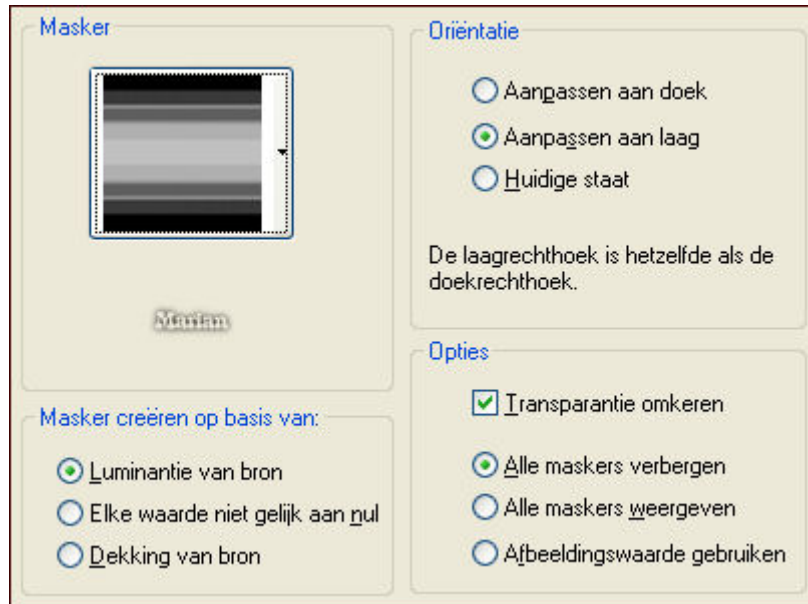 Masker
Marian
Masker creëren op basis van:
Luminantie van bron
Elke waarde niet gelijk aan nul
Dekking van bron
Oriëntatie
Aanpassen aan doek
Aanpassen aan laag
Huidige staat
De laagrechthoek is hetzelfde als de
doekrechthoek.
Opties
Transparantie omkeren
Alle maskers verbergen
Alle maskers weergeven
Afbeeldingswaarde gebruiken